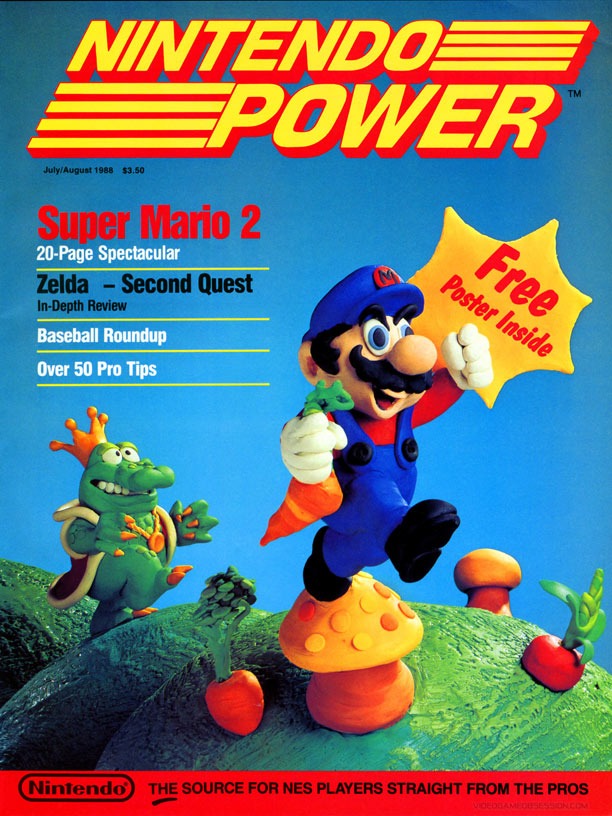 NINTENDO
POWER
TM
July/August 1988 $3.50
Super Mario 2
20-Page Spectacular
Zelda – Second Quest
In-Depth Review
Baseball Roundup
Over 50 Pro Tips
Free
Poster Inside
M
Nintendo®
THE SOURCE FOR NES PLAYERS STRAIGHT FROM THE PROS
VIDEOGAMEOBSESSION.COM